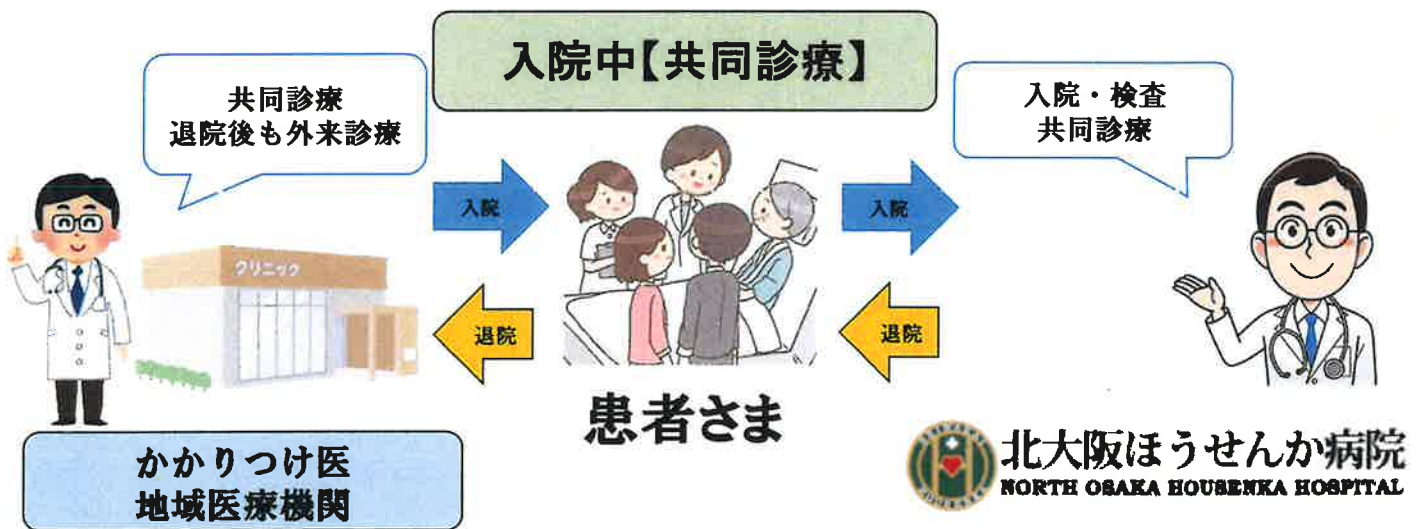 入院中【共同診療】
共同診療
退院後も外来診療
入院・検査
共同診療
入院
入院
クリニック
退院
退院
患者さま
かかりつけ医
地域医療機関
北大阪ほうせんか病院
NORTH OSAKA HOUSENKA HOSPITAL